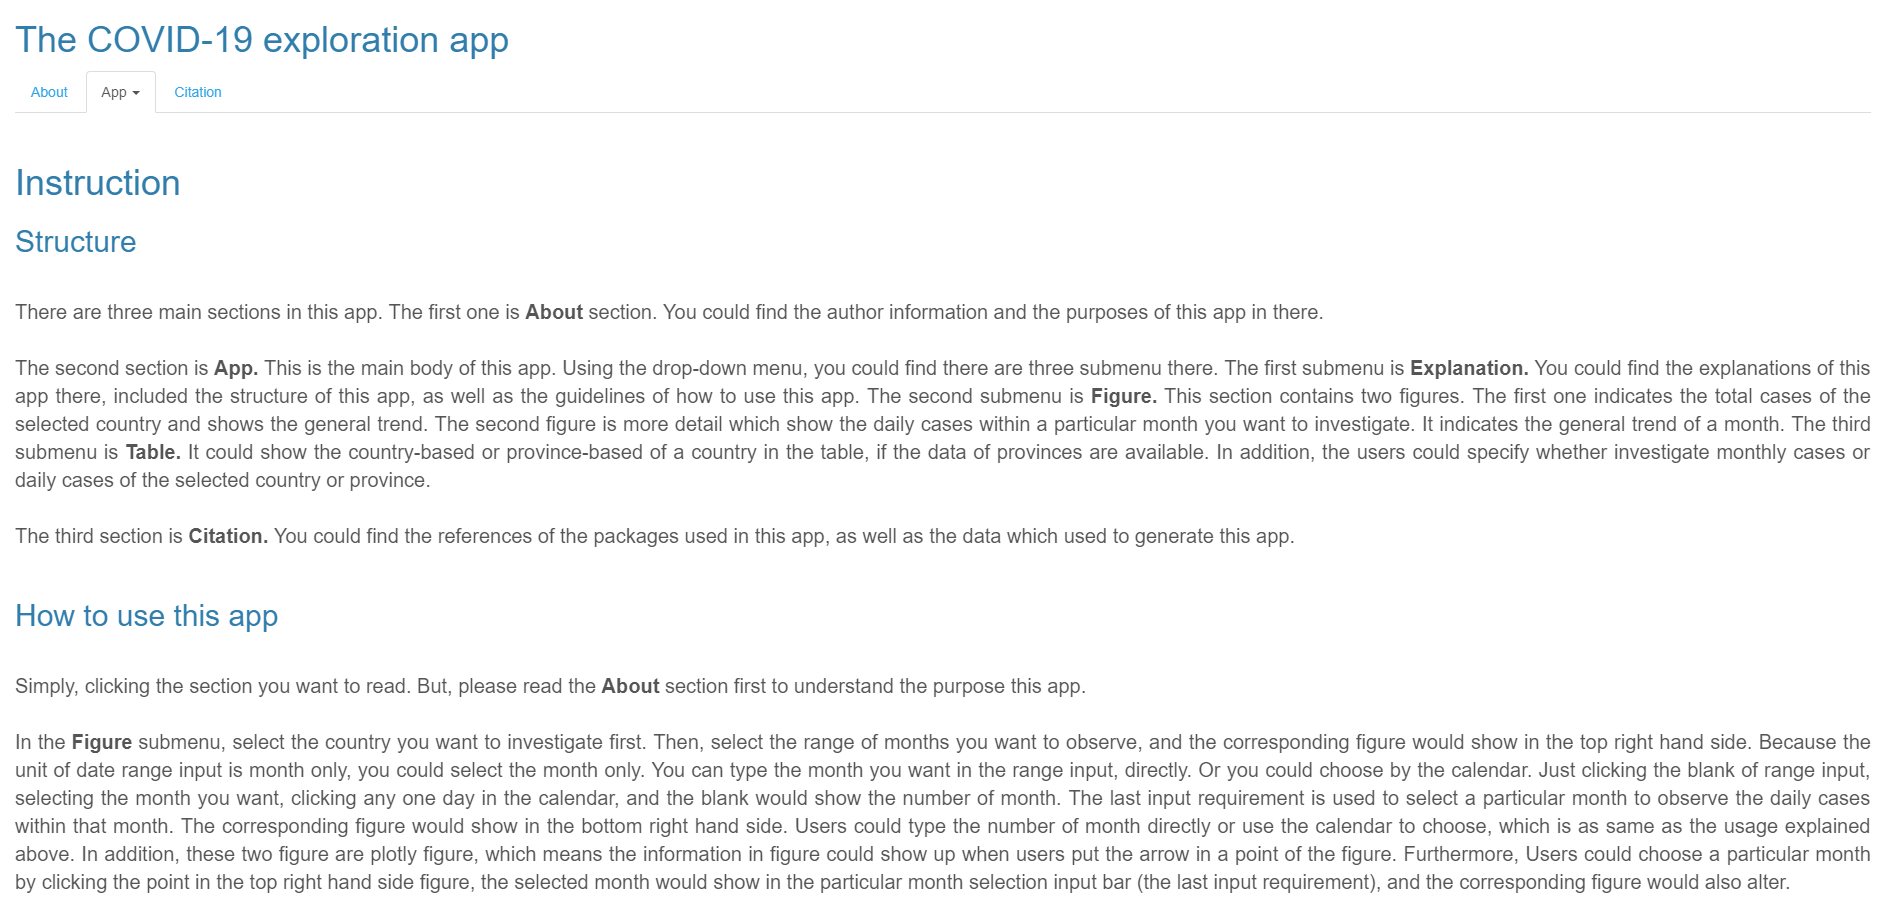 The COVID-19 exploration app
About App Citation
Instruction
Structure
There are three main sections in this app. The first one is About section. You could find the author information and the purposes of this app in there.
The second section is App. This is the main body of this app. Using the drop-down menu, you could find there are three submenu there. The first submenu is Explanation. You could find the explanations of this
app there, included the structure of this app, as well as the guidelines of how to use this app. The second submenu is Figure. This section contains two figures. The first one indicates the total cases of the
selected country and shows the general trend. The second figure is more detail which show the daily cases within a particular month you want to investigate. It indicates the general trend of a month. The third
submenu is Table. It could show the country-based or province-based of a country in the table, if the data of provinces are available. In addition, the users could specify whether investigate monthly cases or
daily cases of the selected country or province.
The third section is Citation. You could find the references of the packages used in this app, as well as the data which used to generate this app.
How to use this app
Simply, clicking the section you want to read. But, please read the About section first to understand the purpose this app.
In the Figure submenu, select the country you want to investigate first. Then, select the range of months you want to observe, and the corresponding figure would show in the top right hand side. Because the
unit of date range input is month only, you could select the month only. You can type the month you want in the range input, directly. Or you could choose by the calendar. Just clicking the blank of range input,
selecting the month you want, clicking any one day in the calendar, and the blank would show the number of month. The last input requirement is used to select a particular month to observe the daily cases
within that month. The corresponding figure would show in the bottom right hand side. Users could type the number of month directly or use the calendar to choose, which is as same as the usage explained
above. In addition, these two figure are plotly figure, which means the information in figure could show up when users put the arrow in a point of the figure. Furthermore, Users could choose a particular month
by clicking the point in the top right hand side figure, the selected month would show in the particular month selection input bar (the last input requirement), and the corresponding figure would also alter.